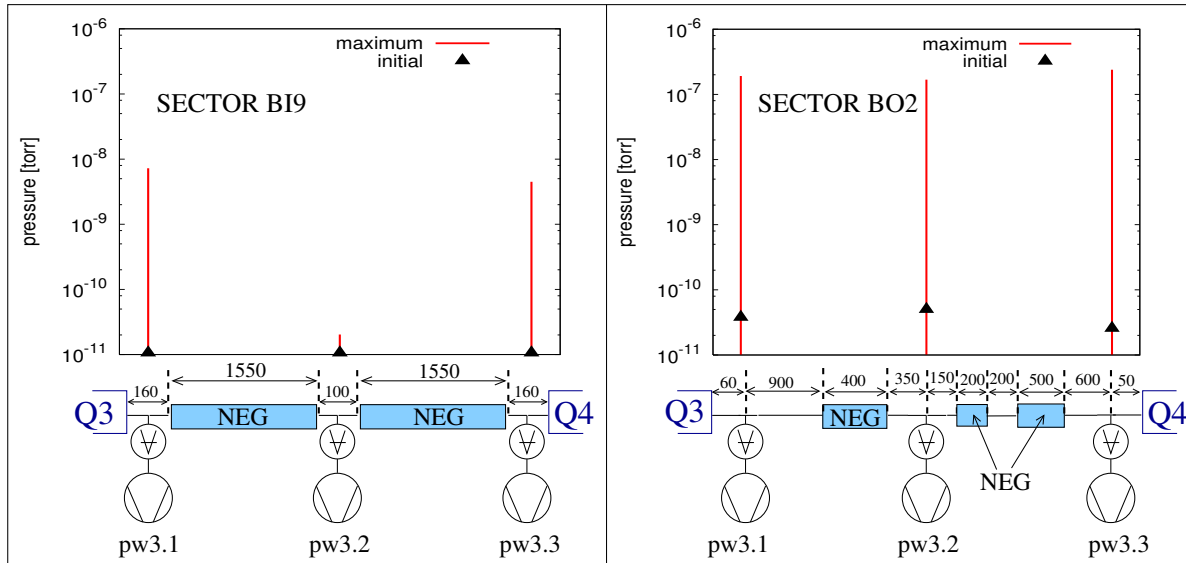 10^-6
10^-7
10^-8
10^-9
10^-10
10^-11
pressure [torr]
maximum
initial
SECTOR BI9
1550
1550
160
100
160
Q3
NEG
NEG
Q4
pw3.1
pw3.2
pw3.3
10^-6
10^-7
10^-8
10^-9
10^-10
10^-11
pressure [torr]
maximum
initial
SECTOR BO2
60
900
400
350
150
200
200
500
600
50
Q3
NEG
Q4
NEG
pw3.1
pw3.2
pw3.3